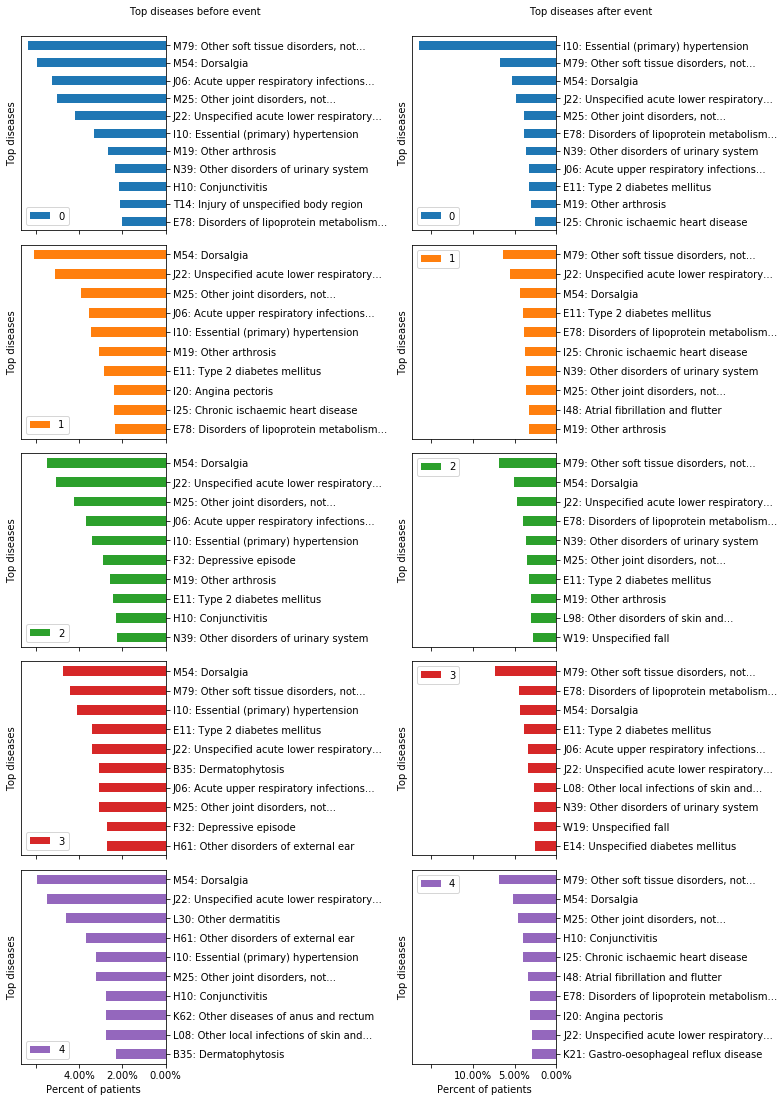 Top diseases before event
Top diseases
M79: Other soft tissue disorders, not...
M54: Dorsalgia
J06: Acute upper respiratory infections...
M25: Other joint disorders, not...
J22: Unspecified acute lower respiratory...
I10: Essential (primary) hypertension
M19: Other arthrosis
N39: Other disorders of urinary system
H10: Conjunctivitis
T14: Injury of unspecified body region
E78: Disorders of lipoprotein metabolism...
0
Top diseases
M54: Dorsalgia
J22: Unspecified acute lower respiratory...
M25: Other joint disorders, not...
J06: Acute upper respiratory infections...
I10: Essential (primary) hypertension
M19: Other arthrosis
E11: Type 2 diabetes mellitus
I20: Angina pectoris
I25: Chronic ischaemic heart disease
E78: Disorders of lipoprotein metabolism...
1
Top diseases
M54: Dorsalgia
J22: Unspecified acute lower respiratory...
M25: Other joint disorders, not...
J06: Acute upper respiratory infections...
I10: Essential (primary) hypertension
F32: Depressive episode
M19: Other arthrosis
E11: Type 2 diabetes mellitus
H10: Conjunctivitis
N39: Other disorders of urinary system
2
Top diseases
M54: Dorsalgia
M79: Other soft tissue disorders, not...
I10: Essential (primary) hypertension
E11: Type 2 diabetes mellitus
J22: Unspecified acute lower respiratory...
B35: Dermatophytosis
J06: Acute upper respiratory infections...
M25: Other joint disorders, not...
F32: Depressive episode
H61: Other disorders of external ear
3
Top diseases
M54: Dorsalgia
J22: Unspecified acute lower respiratory...
L30: Other dermatitis
H61: Other disorders of external ear
I10: Essential (primary) hypertension
M25: Other joint disorders, not...
H10: Conjunctivitis
K62: Other diseases of anus and rectum
L08: Other local infections of skin and...
B35: Dermatophytosis
4
4.00% 2.00% 0.00%
Percent of patients
Top diseases after event
Top diseases
I10: Essential (primary) hypertension
M79: Other soft tissue disorders, not...
M54: Dorsalgia
J22: Unspecified acute lower respiratory...
M25: Other joint disorders, not...
E78: Disorders of lipoprotein metabolism...
N39: Other disorders of urinary system
J06: Acute upper respiratory infections...
E11: Type 2 diabetes mellitus
M19: Other arthrosis
I25: Chronic ischaemic heart disease
0
Top diseases
1
M79: Other soft tissue disorders, not...
J22: Unspecified acute lower respiratory...
M54: Dorsalgia
E11: Type 2 diabetes mellitus
E78: Disorders of lipoprotein metabolism...
I25: Chronic ischaemic heart disease
N39: Other disorders of urinary system
M25: Other joint disorders, not...
I48: Atrial fibrillation and flutter
M19: Other arthrosis
Top diseases
2
M79: Other soft tissue disorders, not...
M54: Dorsalgia
J22: Unspecified acute lower respiratory...
E78: Disorders of lipoprotein metabolism...
N39: Other disorders of urinary system
M25: Other joint disorders, not...
E11: Type 2 diabetes mellitus
M19: Other arthrosis
L98: Other disorders of skin and...
W19: Unspecified fall
Top diseases
3
M79: Other soft tissue disorders, not...
E78: Disorders of lipoprotein metabolism...
M54: Dorsalgia
E11: Type 2 diabetes mellitus
J06: Acute upper respiratory infections...
J22: Unspecified acute lower respiratory...
L08: Other local infections of skin and...
N39: Other disorders of urinary system
W19: Unspecified fall
E14: Unspecified diabetes mellitus
Top diseases
4
M79: Other soft tissue disorders, not...
M54: Dorsalgia
M25: Other joint disorders, not...
H10: Conjunctivitis
I25: Chronic ischaemic heart disease
I48: Atrial fibrillation and flutter
E78: Disorders of lipoprotein metabolism...
I20: Angina pectoris
J22: Unspecified acute lower respiratory...
K21: Gastro-oesophageal reflux disease
10.00% 5.00% 0.00%
Percent of patients